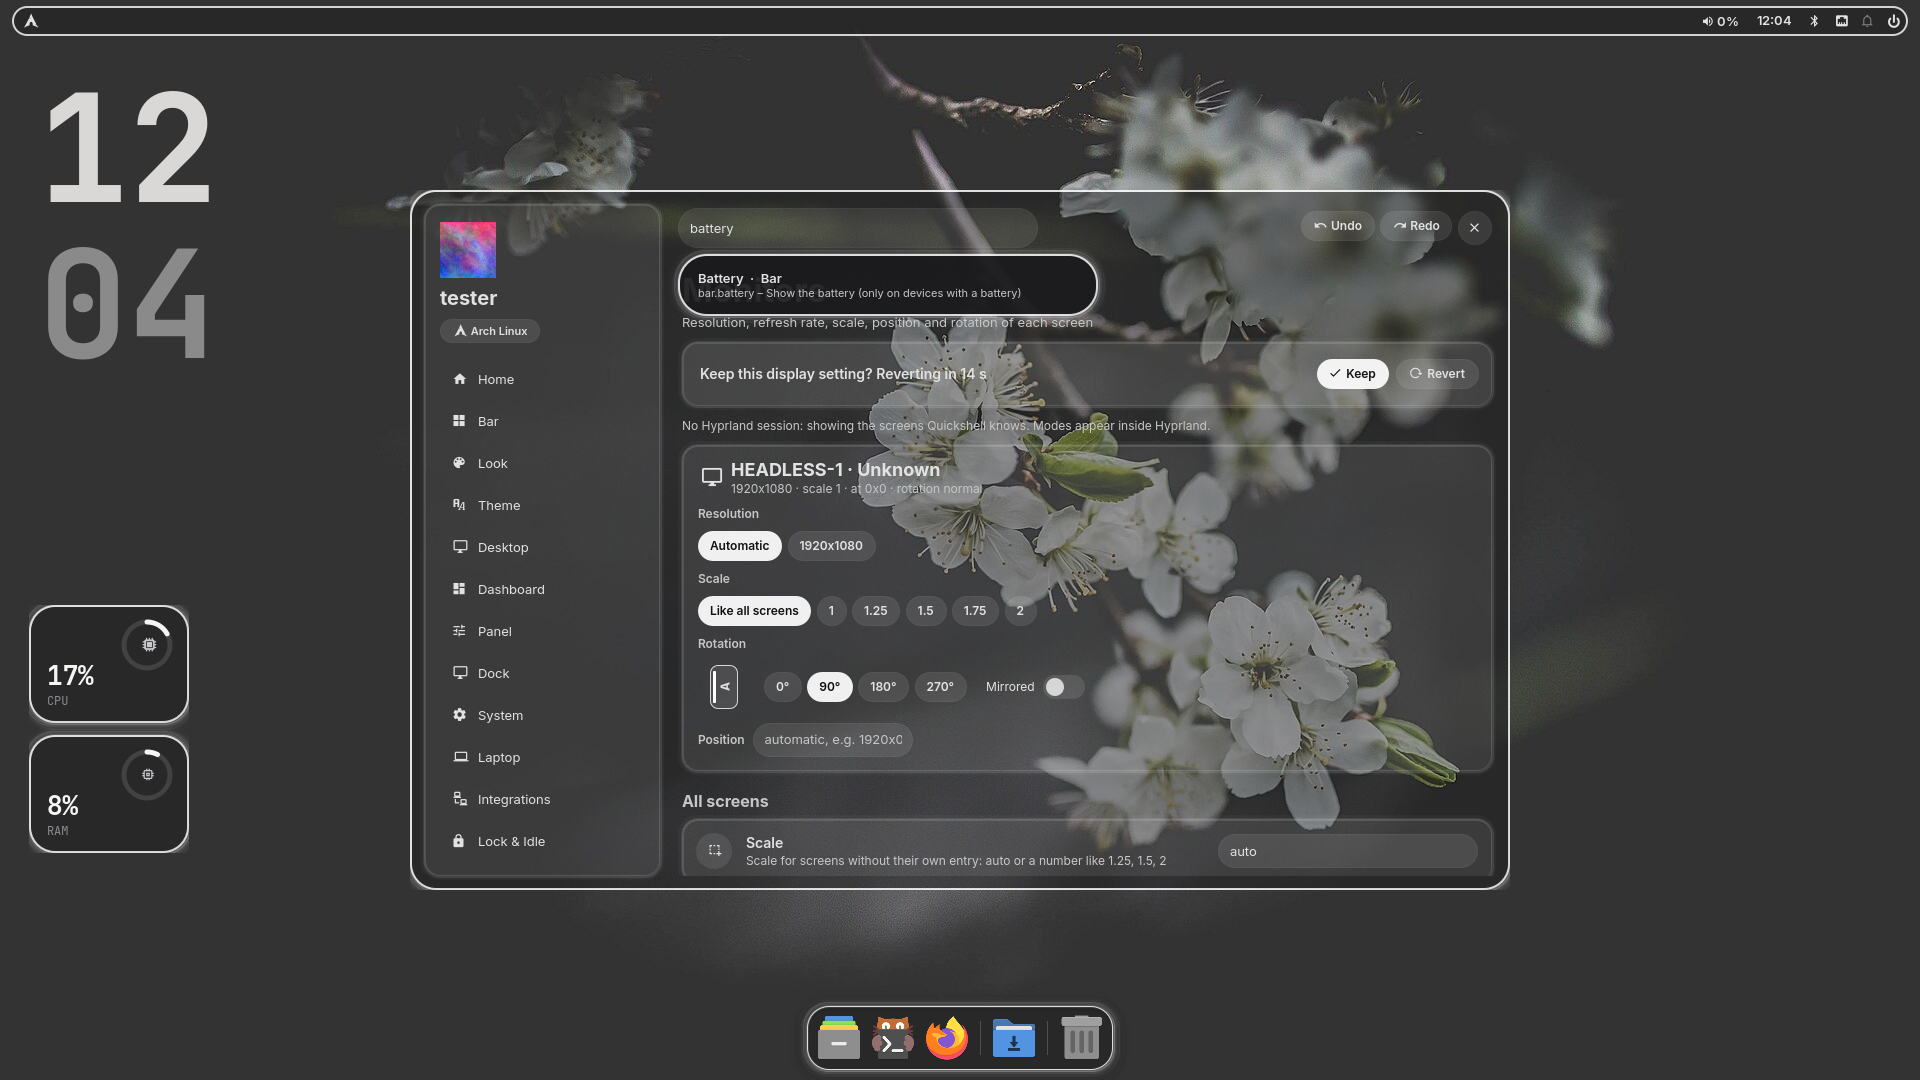 0%
12:04
12
04
17%
CPU
8%
RAM
tester
Arch Linux
Home
Bar
Look
Theme
Desktop
Dashboard
Panel
Dock
System
Laptop
Integrations
Lock & Idle
battery
Undo
Redo
Battery · Bar
bar.battery – Show the battery (only on devices with a battery)
Resolution, refresh rate, scale, position and rotation of each screen
Keep this display setting? Reverting in 14 s
Keep
Revert
No Hyprland session: showing the screens Quickshell knows. Modes appear inside Hyprland.
HEADLESS-1 · Unknown
1920x1080 · scale 1 · at 0x0 · rotation normal
Resolution
Automatic
1920x1080
Scale
Like all screens
1
1.25
1.5
1.75
2
Rotation
A
0°
90°
180°
270°
Mirrored
Position
automatic, e.g. 1920x0
All screens
Scale
Scale for screens without their own entry: auto or a number like 1.25, 1.5, 2
auto